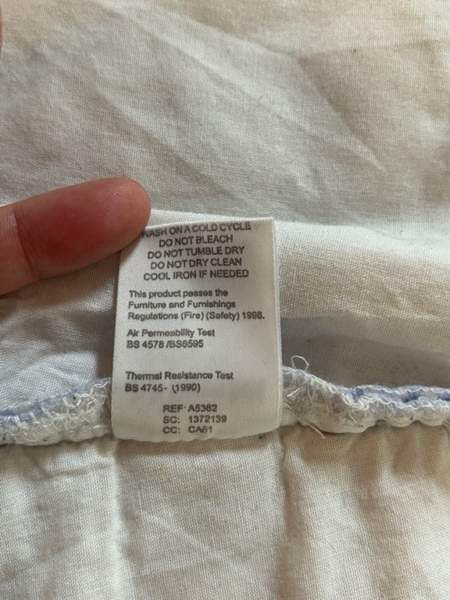 WASH ON A COLD CYCLE
DO NOT BLEACH
DO NOT TUMBLE DRY
DO NOT DRY CLEAN
COOL IRON IF NEEDED
This product passes the
Furniture and Furnishings
Regulations (Fire) (Safety) 1998.
Air Permeability Test
BS 4578 /BS6595
Thermal Resistance Test
BS 4745- (1990)
REF: A5362
SC: 1372139
CC: CA61